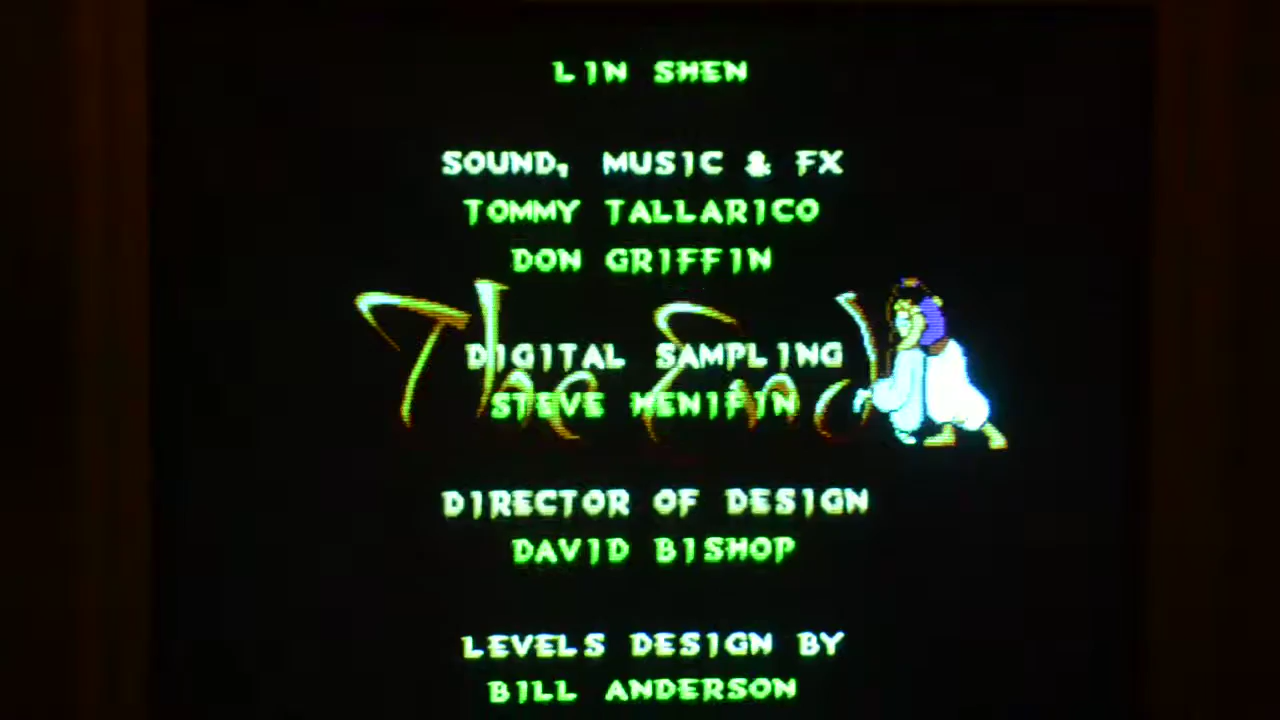 LIN SHEN
SOUND, MUSIC & FX
TOMMY TALLARICO
DON GRIFFIN
The End
DIGITAL SAMPLING
STEVE HENIFIN
DIRECTOR OF DESIGN
DAVID BISHOP
LEVELS DESIGN BY
BILL ANDERSON